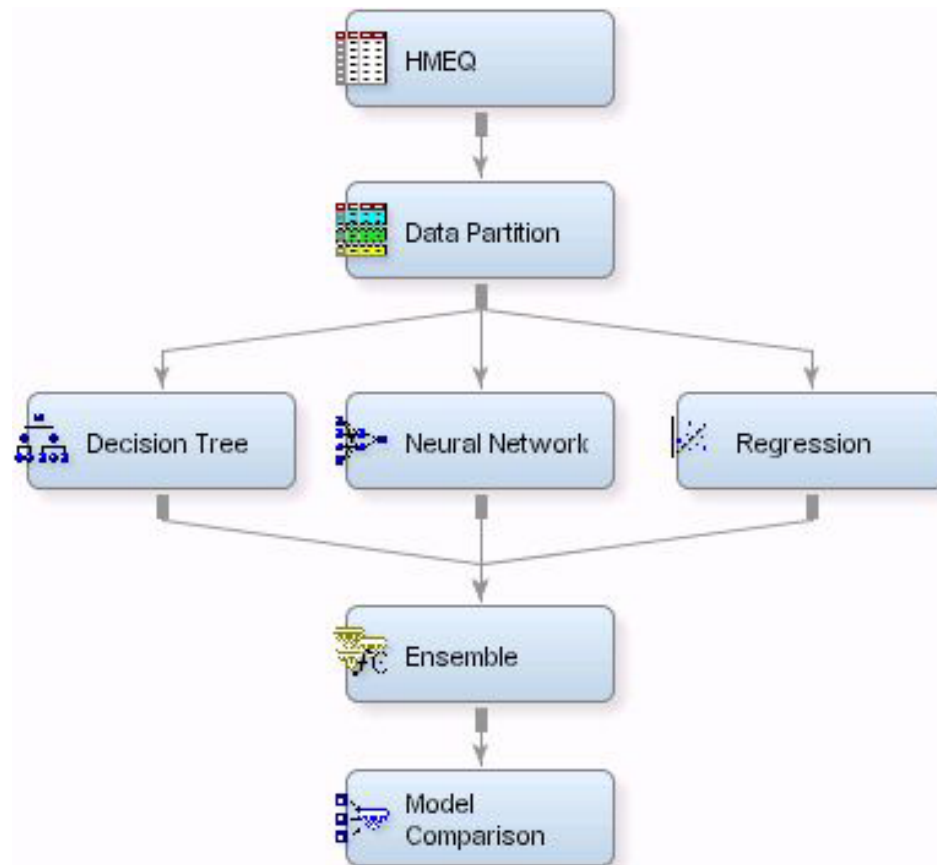 HMEQ
Data Partition
Decision Tree
Neural Network
Regression
Ensemble
Model
Comparison